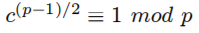 c^{(p−1)/2} ≡ 1 mod p